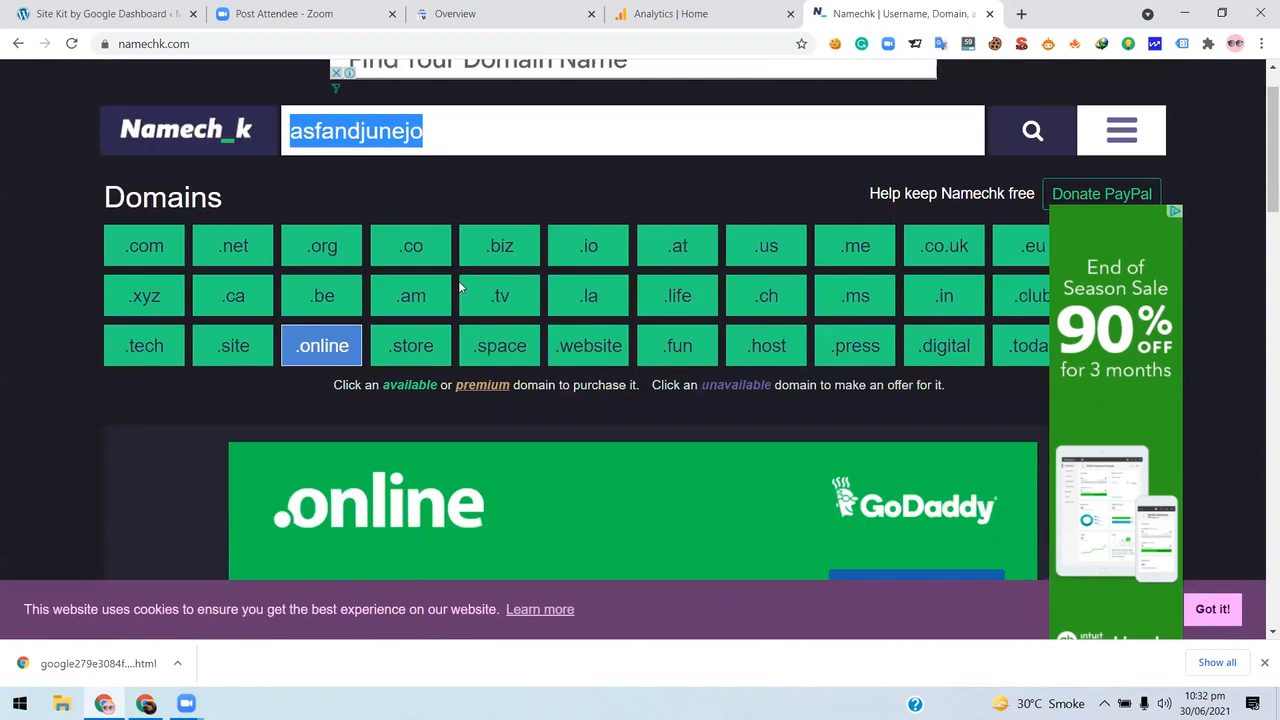 Site Kit by Google Dashboard ‹ N
Post Attendee - Zoom
Overview
Analytics | Home
Namechk | Username, Domain, a
namechk.com
59
Find Your Domain Name
Namech_k
asfandjunejo
Domains
Help keep Namechk free
Donate PayPal
.com .net .org .co .biz .io .at .us .me .co.uk .eu
.xyz .ca .be .am .tv .la .life .ch .ms .in .club
.tech .site .online .store .space .website .fun .host .press .digital .toda
Click an available or premium domain to purchase it. Click an unavailable domain to make an offer for it.
End of
Season Sale
90% OFF
for 3 months
.online
GoDaddy
intuit
This website uses cookies to ensure you get the best experience on our website. Learn more
Got it!
google279e3084f....html
Show all
30°C Smoke
10:32 pm
30/06/2021